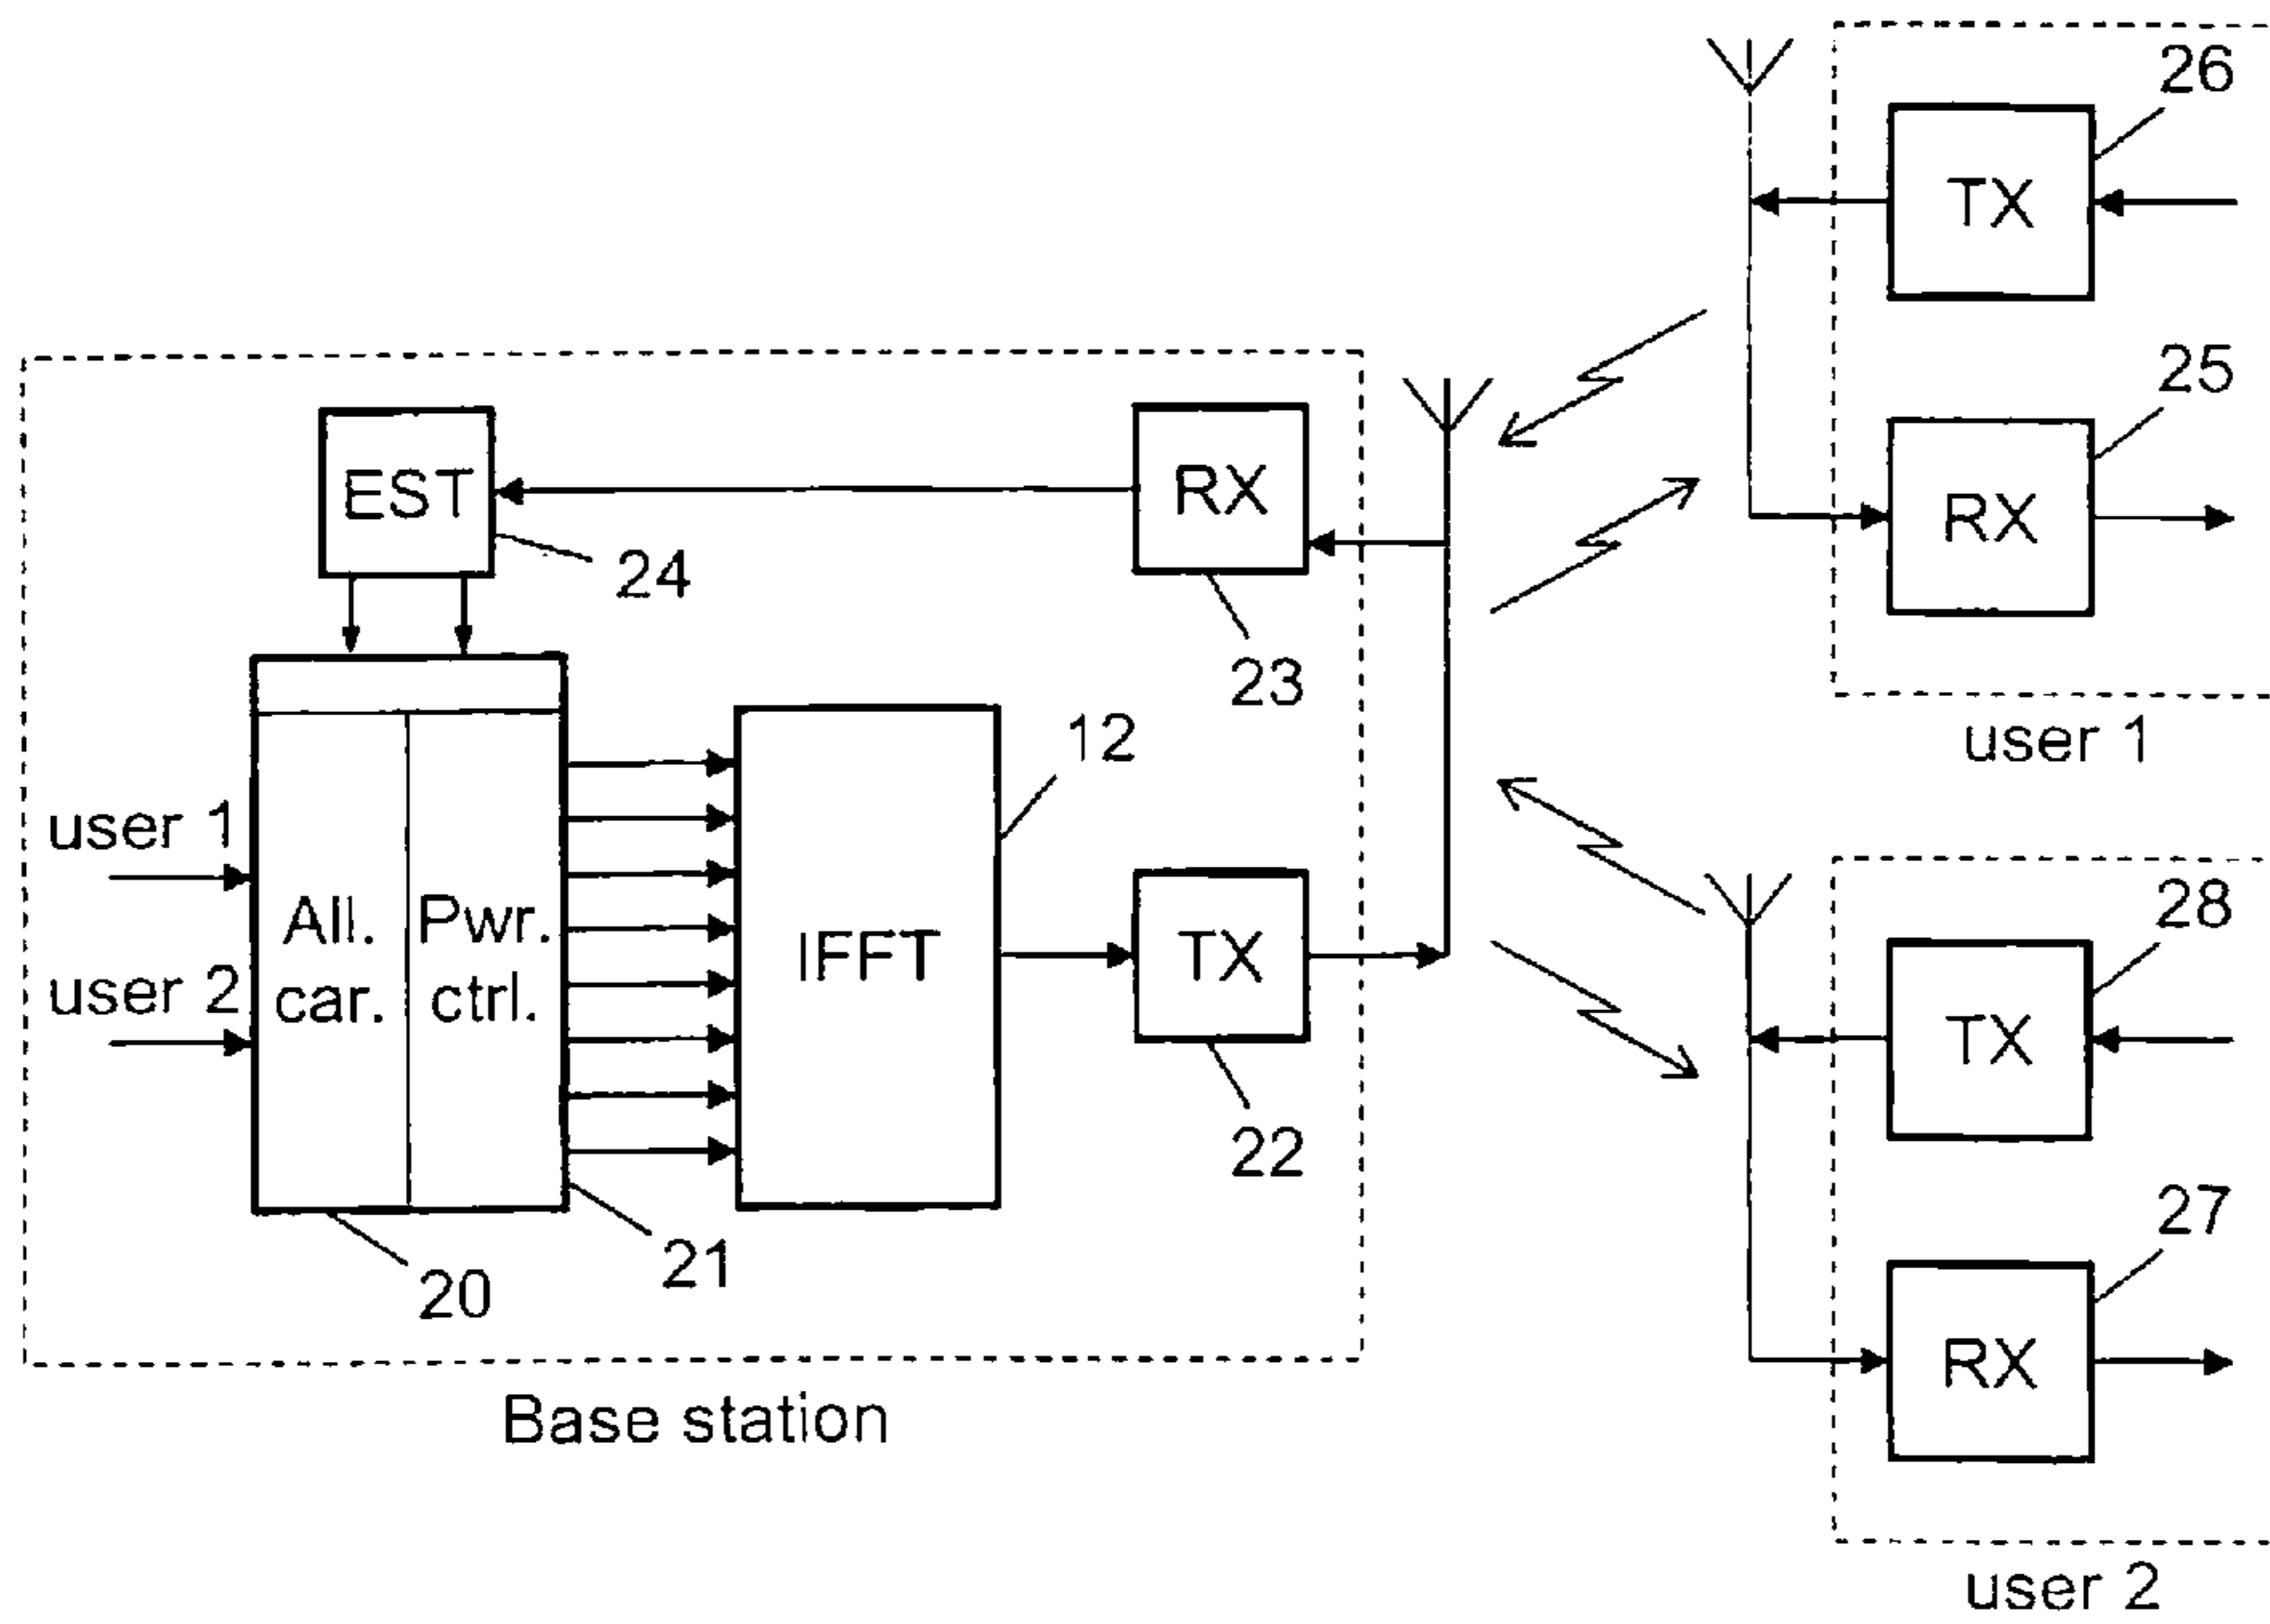 26
TX
25
RX
user 1
EST
24
RX
23
12
user 1
user 2
All.
car.
Pwr.
ctrl.
IFFT
TX
22
21
20
Base station
28
TX
27
RX
user 2